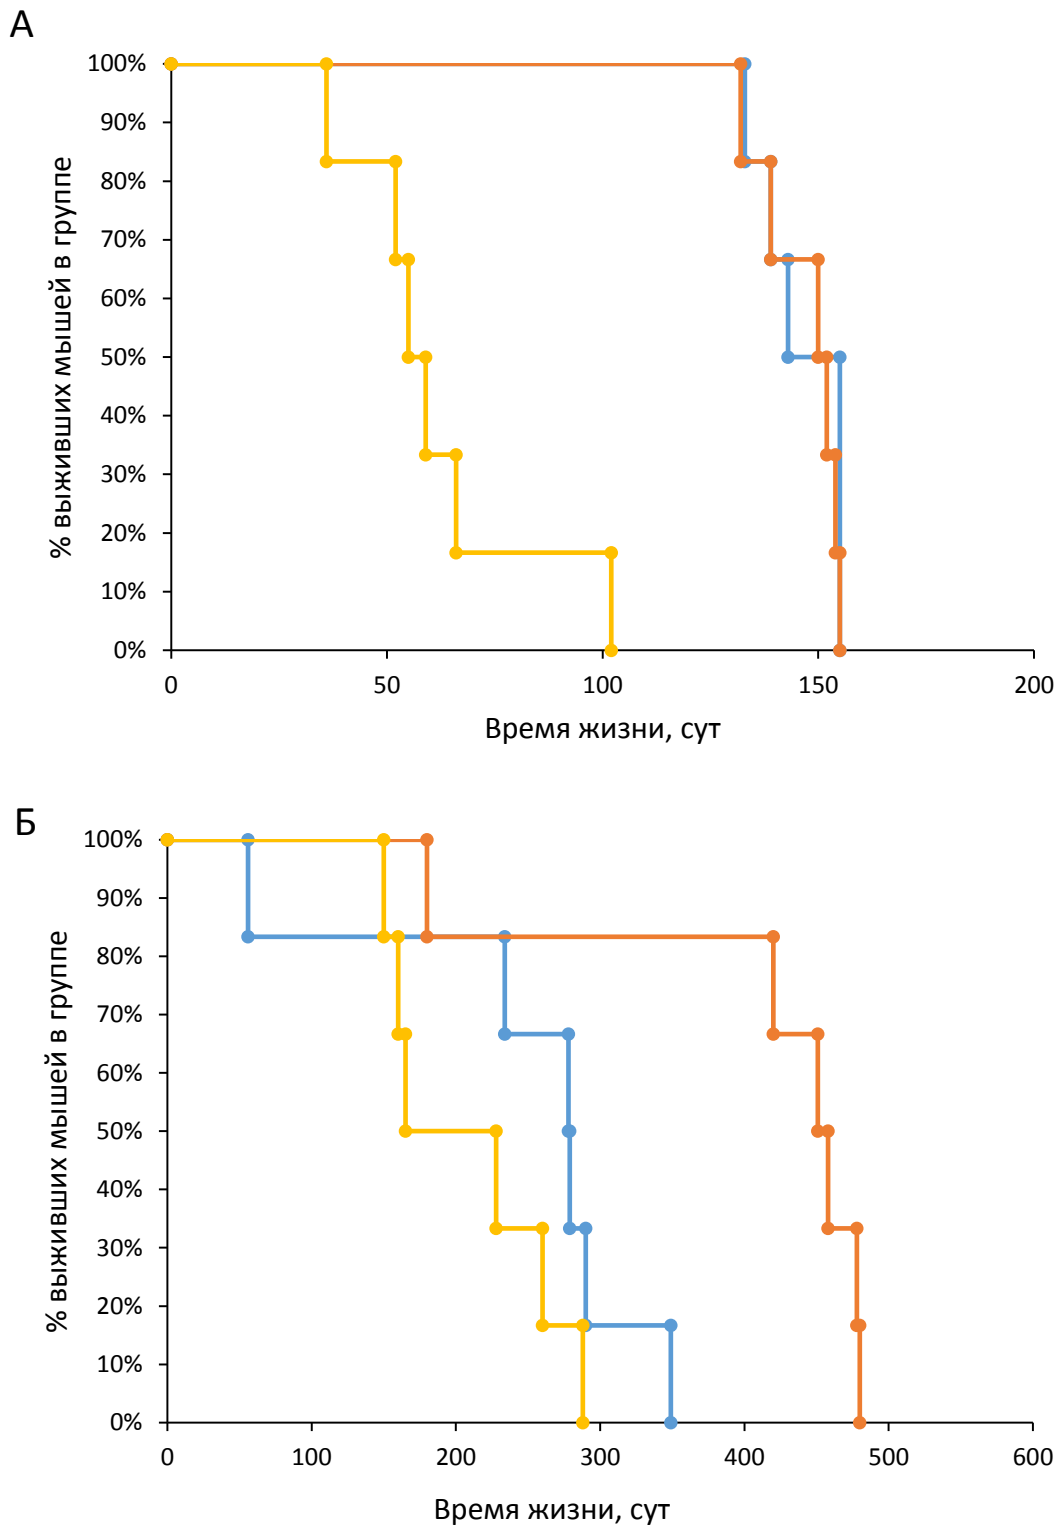 А
% выживших мышей в группе
100%
90%
80%
70%
60%
50%
40%
30%
20%
10%
0%
0 50 100 150 200
Время жизни, сут
Б
% выживших мышей в группе
100%
90%
80%
70%
60%
50%
40%
30%
20%
10%
0%
0 100 200 300 400 500 600
Время жизни, сут